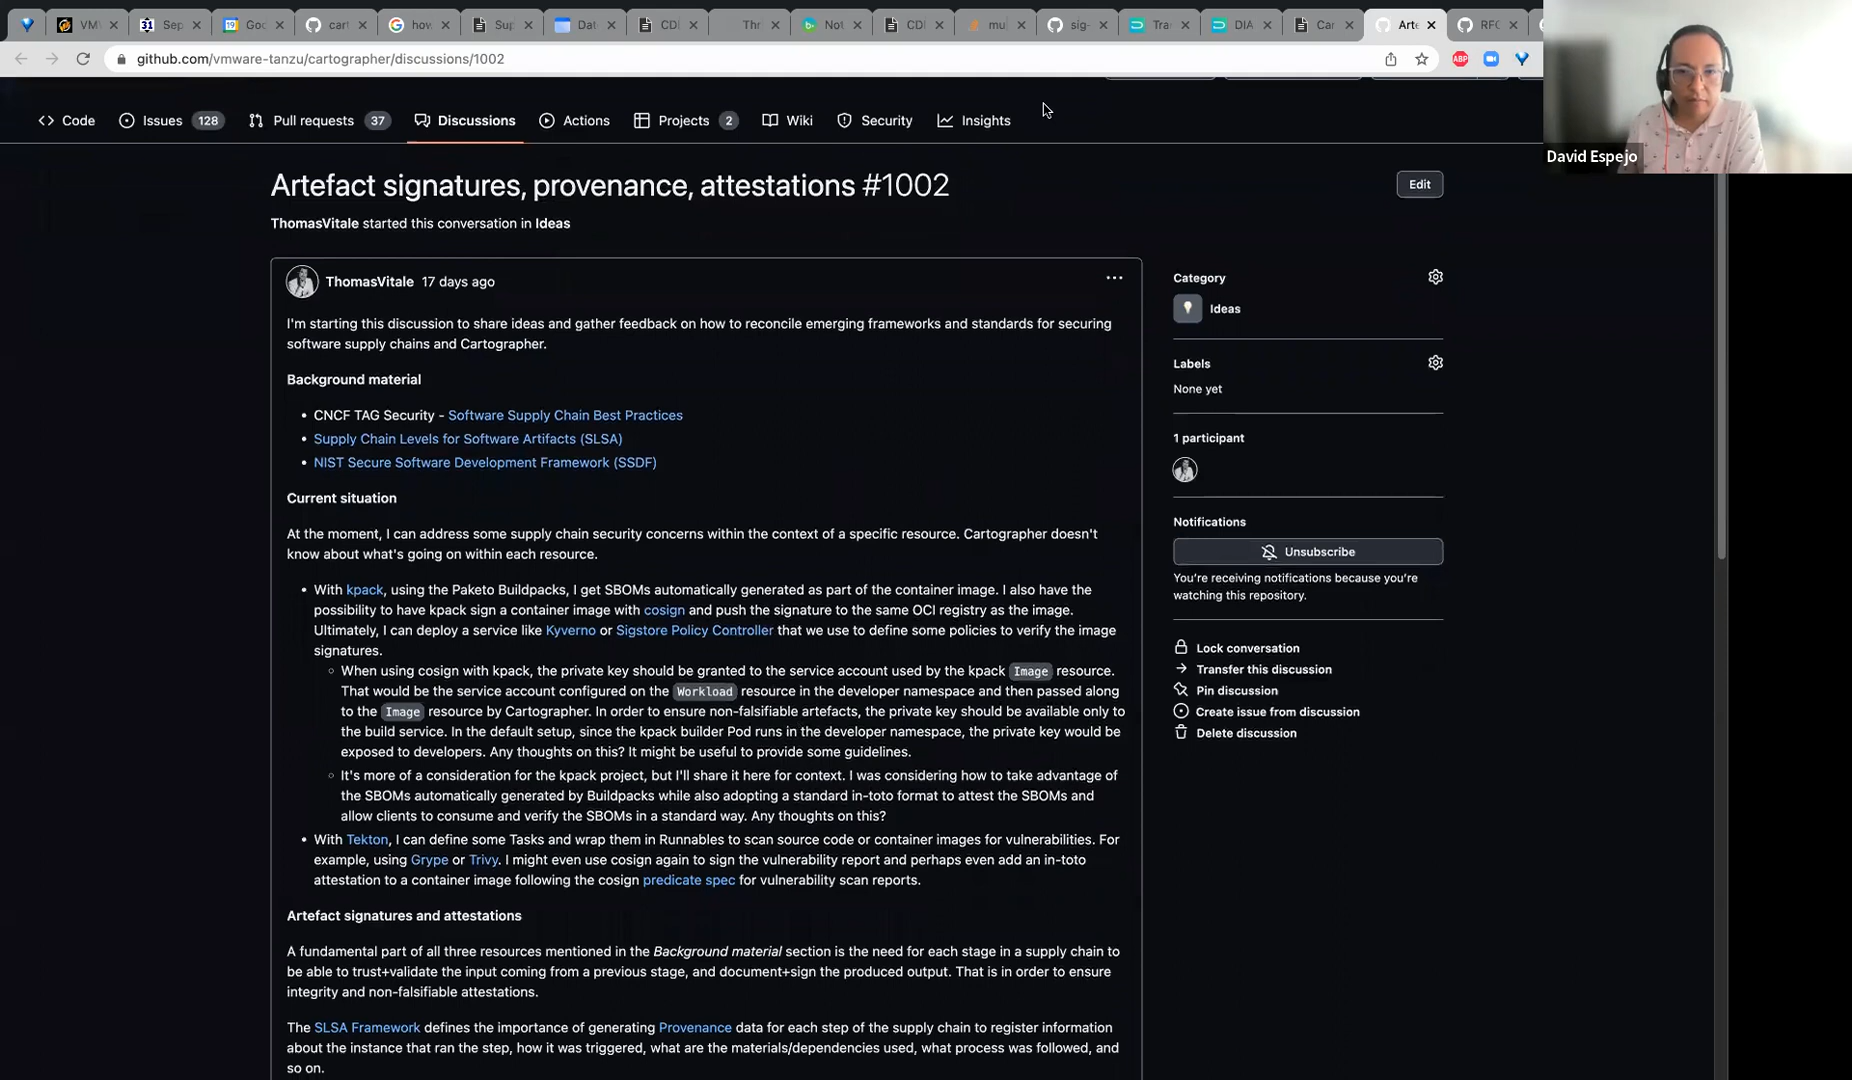 VM
Sep
Goo
cart
how
Sup
Date
CDI
Thr
Not
CDI
mu
sig-
Tra
DIA
Car
Arte
RFC
github.com/vmware-tanzu/cartographer/discussions/1002
ABP
David Espejo
Code
Issues 128
Pull requests 37
Discussions
Actions
Projects 2
Wiki
Security
Insights
Artefact signatures, provenance, attestations #1002
Edit
ThomasVitale started this conversation in Ideas
ThomasVitale 17 days ago
I'm starting this discussion to share ideas and gather feedback on how to reconcile emerging frameworks and standards for securing
software supply chains and Cartographer.
Background material
• CNCF TAG Security - Software Supply Chain Best Practices
• Supply Chain Levels for Software Artifacts (SLSA)
• NIST Secure Software Development Framework (SSDF)
Current situation
At the moment, I can address some supply chain security concerns within the context of a specific resource. Cartographer doesn't
know about what's going on within each resource.
• With kpack, using the Paketo Buildpacks, I get SBOMs automatically generated as part of the container image. I also have the
possibility to have kpack sign a container image with cosign and push the signature to the same OCI registry as the image.
Ultimately, I can deploy a service like Kyverno or Sigstore Policy Controller that we use to define some policies to verify the image
signatures.
◦ When using cosign with kpack, the private key should be granted to the service account used by the kpack Image resource.
That would be the service account configured on the Workload resource in the developer namespace and then passed along
to the Image resource by Cartographer. In order to ensure non-falsifiable artefacts, the private key should be available only to
the build service. In the default setup, since the kpack builder Pod runs in the developer namespace, the private key would be
exposed to developers. Any thoughts on this? It might be useful to provide some guidelines.
◦ It's more of a consideration for the kpack project, but I'll share it here for context. I was considering how to take advantage of
the SBOMs automatically generated by Buildpacks while also adopting a standard in-toto format to attest the SBOMs and
allow clients to consume and verify the SBOMs in a standard way. Any thoughts on this?
• With Tekton, I can define some Tasks and wrap them in Runnables to scan source code or container images for vulnerabilities. For
example, using Grype or Trivy. I might even use cosign again to sign the vulnerability report and perhaps even add an in-toto
attestation to a container image following the cosign predicate spec for vulnerability scan reports.
Artefact signatures and attestations
A fundamental part of all three resources mentioned in the Background material section is the need for each stage in a supply chain to
be able to trust+validate the input coming from a previous stage, and document+sign the produced output. That is in order to ensure
integrity and non-falsifiable attestations.
The SLSA Framework defines the importance of generating Provenance data for each step of the supply chain to register information
about the instance that ran the step, how it was triggered, what are the materials/dependencies used, what process was followed, and
so on.
Category
Ideas
Labels
None yet
1 participant
Notifications
Unsubscribe
You're receiving notifications because you're
watching this repository.
Lock conversation
Transfer this discussion
Pin discussion
Create issue from discussion
Delete discussion